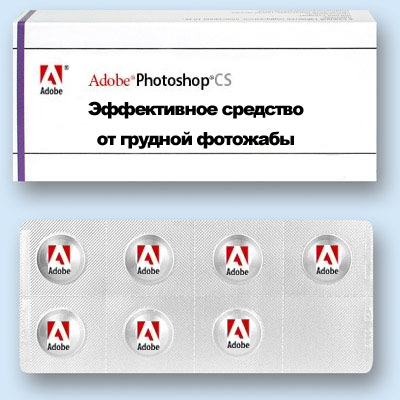 Adobe®Photoshop®CS
Adobe
Эффективное средство
от грудной фотожабы
Adobe
Adobe
Adobe
Adobe
Adobe
Adobe
Adobe